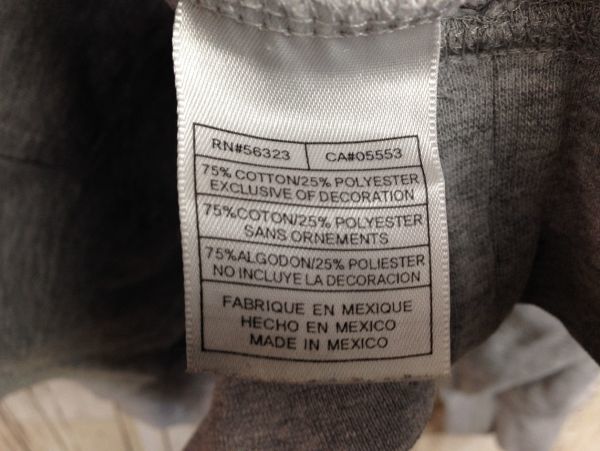 RN#56323 CA#05553
75% COTTON/25% POLYESTER
EXCLUSIVE OF DECORATION
75%COTON/25% POLYESTER
SANS ORNEMENTS
75%ALGODON/25% POLIESTER
NO INCLUYE LA DECORACION
FABRIQUE EN MEXIQUE
HECHO EN MEXICO
MADE IN MEXICO